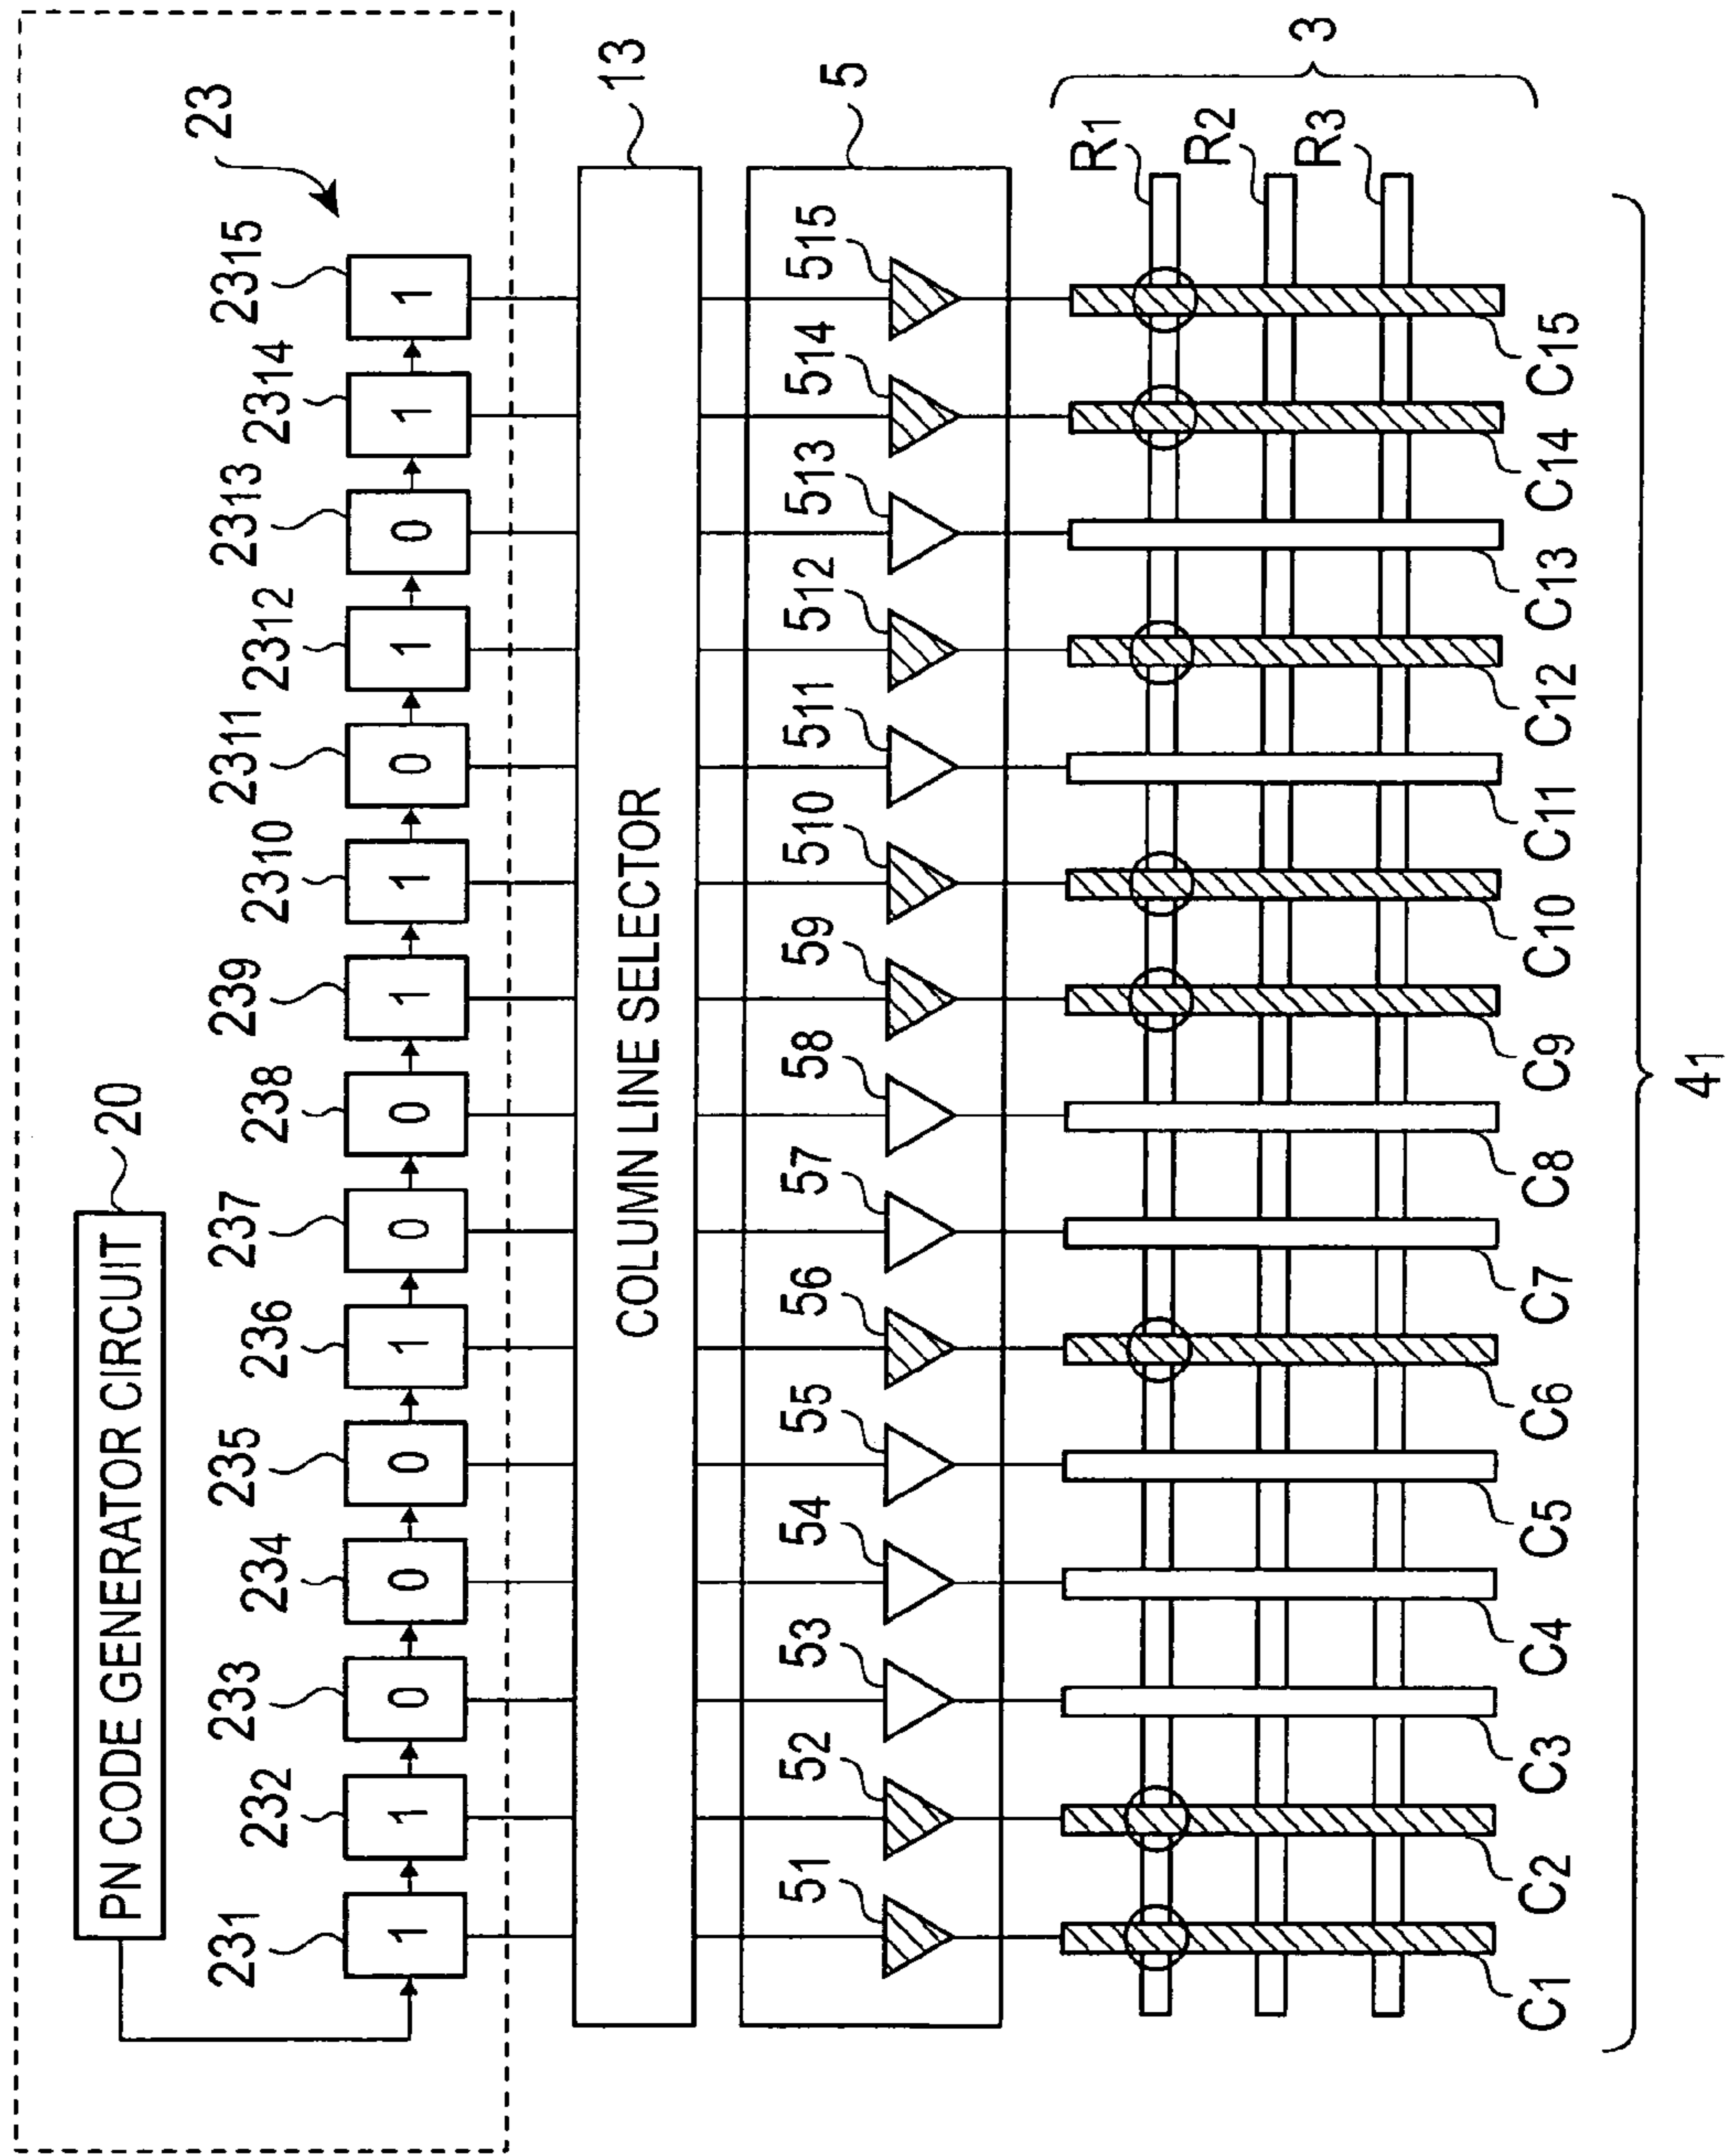 PN CODE GENERATOR CIRCUIT 20
23
231 232 233 234 235 236 237 238 239 2310 2311 2312 2313 2314 2315
1 1 0 0 0 1 0 0 1 1 0 1 0 1 1
COLUMN LINE SELECTOR 13
5
51 52 53 54 55 56 57 58 59 510 511 512 513 514 515
R1
R2
R3
3
C1 C2 C3 C4 C5 C6 C7 C8 C9 C10 C11 C12 C13 C14 C15
41